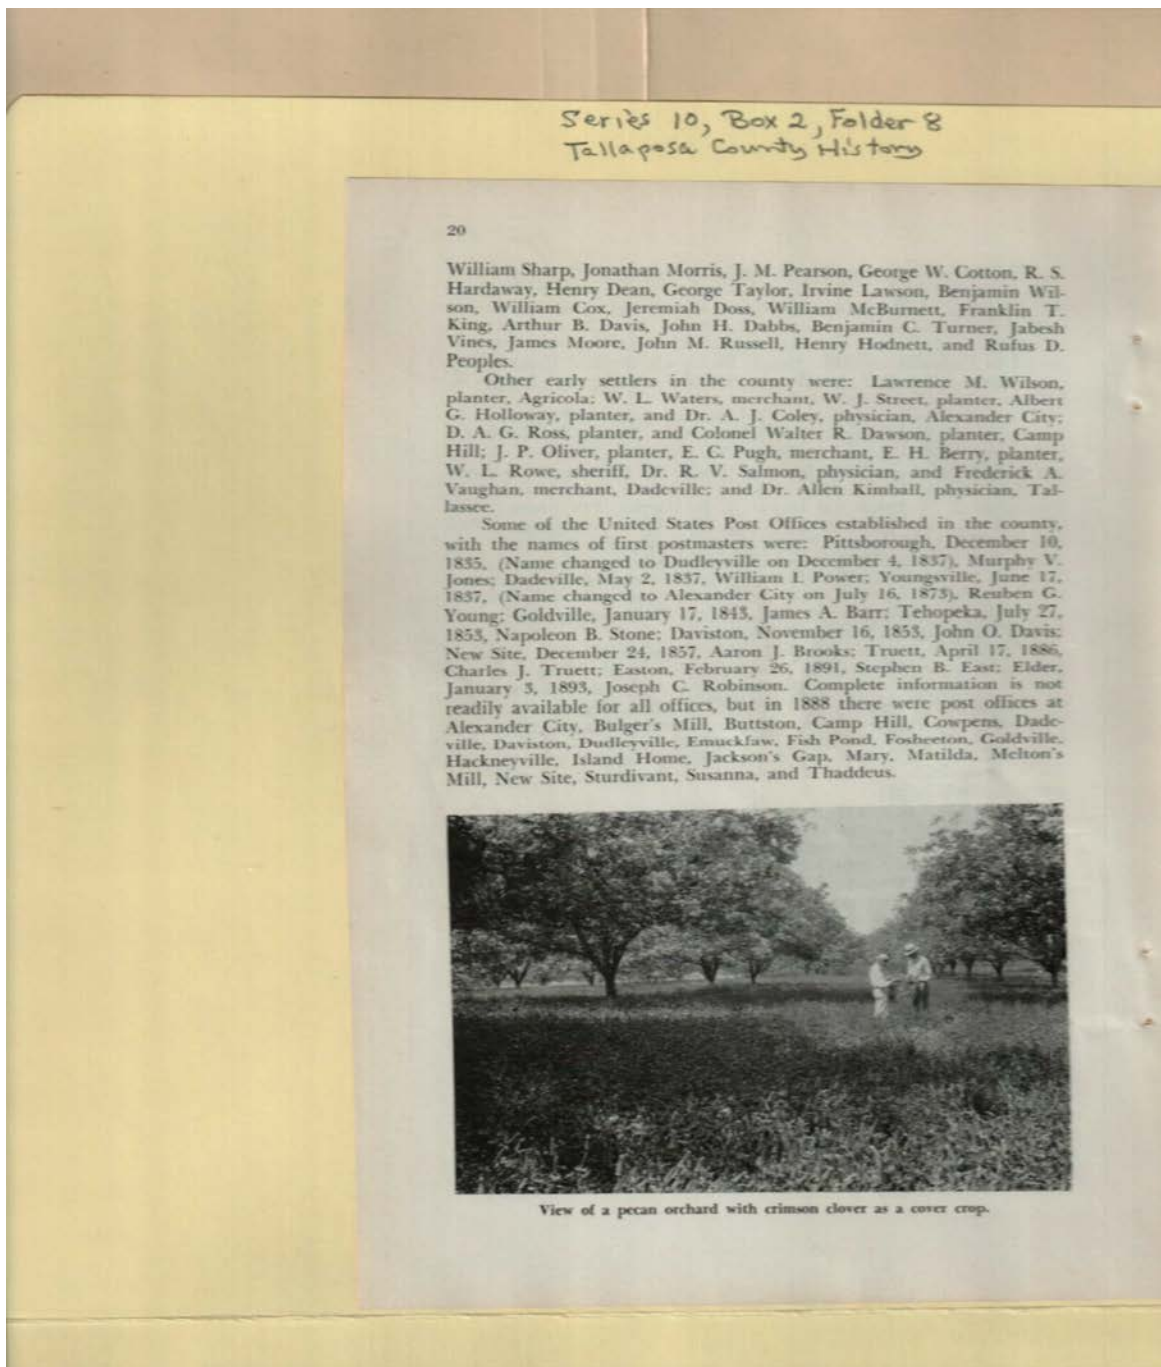 Series 10, Box 2, Folder 8
Tallaposa County History
20
William Sharp, Jonathan Morris, J. M. Pearson, George W. Cotton, R. S.
Hardaway, Henry Dean, George Taylor, Irvine Lawson, Benjamin Wil-
son, William Cox, Jeremiah Doss, William McBurnett, Franklin T.
King, Arthur B. Davis, John H. Dabbs, Benjamin C. Turner, Jabesh
Vines, James Moore, John M. Russell, Henry Hodnett, and Rufus D.
Peoples.
Other early settlers in the county were: Lawrence M. Wilson,
planter, Agricola; W. L. Waters, merchant, W. J. Street, planter, Albert
G. Holloway, planter, and Dr. A. J. Coley, physician, Alexander City;
D. A. G. Ross, planter, and Colonel Walter R. Dawson, planter, Camp
Hill; J. P. Oliver, planter, E. C. Pugh, merchant, E. H. Berry, planter,
W. L. Rowe, sheriff, Dr. R. V. Salmon, physician, and Frederick A.
Vaughan, merchant, Dadeville; and Dr. Allen Kimball, physician, Tal-
lassee.
Some of the United States Post Offices established in the county,
with the names of first postmasters were: Pittsborough, December 10,
1835, (Name changed to Dudleyville on December 4, 1837), Murphy V.
Jones; Dadeville, May 2, 1837, William I. Power; Youngsville, June 17,
1837, (Name changed to Alexander City on July 16, 1873), Reuben G.
Young; Goldville, January 17, 1843, James A. Barr; Tehopeka, July 27,
1853, Napoleon B. Stone; Daviston, November 16, 1853, John O. Davis;
New Site, December 24, 1857, Aaron J. Brooks; Truett, April 17, 1886,
Charles J. Truett; Easton, February 26, 1891, Stephen B. East; Elder,
January 3, 1893, Joseph C. Robinson. Complete information is not
readily available for all offices, but in 1888 there were post offices at
Alexander City, Bulger's Mill, Buttston, Camp Hill, Cowpens, Dade-
ville, Daviston, Dudleyville, Emuckfaw, Fish Pond, Fosheeton, Goldville,
Hackneyville, Island Home, Jackson's Gap, Mary, Matilda, Melton's
Mill, New Site, Sturdivant, Susanna, and Thaddeus.
View of a pecan orchard with crimson clover as a cover crop.